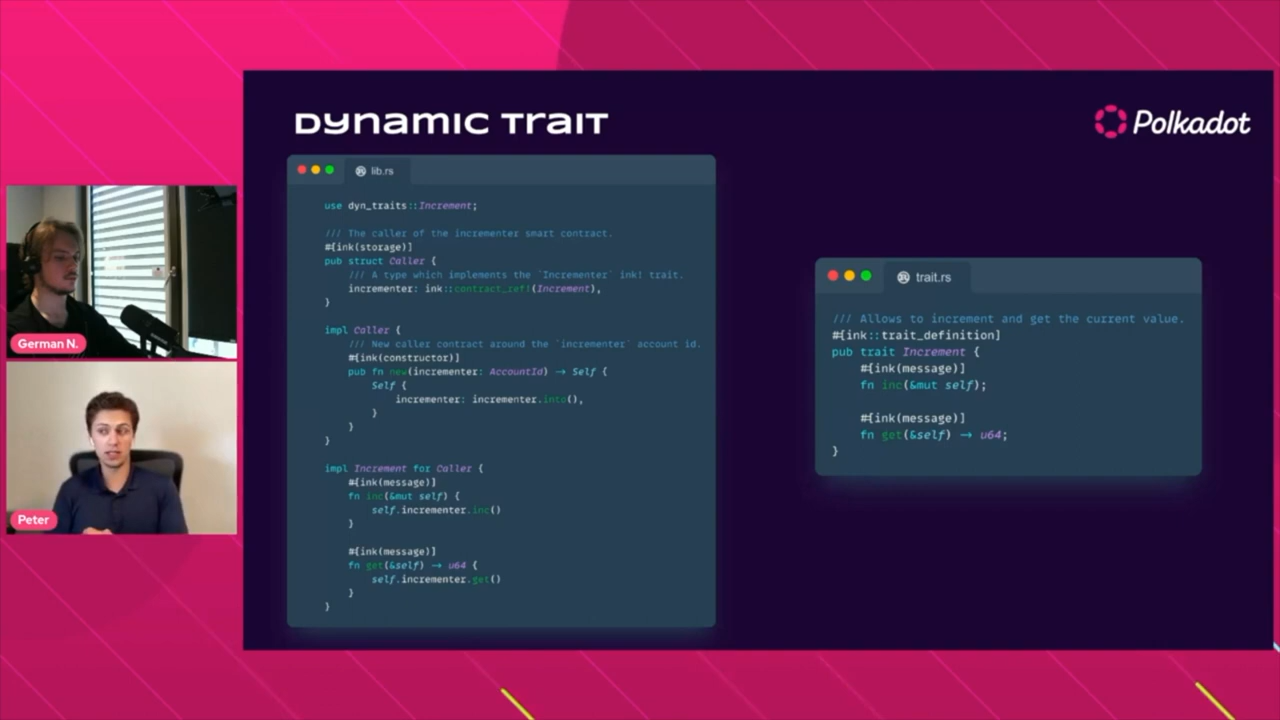 DYNAMIC TRAIT
Polkadot
lib.rs
use dyn_traits::Increment;
/// The caller of the incrementer smart contract.
#[ink(storage)]
pub struct Caller {
/// A type which implements the `Incrementer` ink! trait.
incrementer: ink::contract_ref!(Increment),
}
impl Caller {
/// New caller contract around the `incrementer` account id.
#[ink(constructor)]
pub fn new(incrementer: AccountId) → Self {
Self {
incrementer: incrementer.into(),
}
}
}
impl Increment for Caller {
#[ink(message)]
fn inc(&mut self) {
self.incrementer.inc()
}
#[ink(message)]
fn get(&self) → u64 {
self.incrementer.get()
}
}
trait.rs
/// Allows to increment and get the current value.
#[ink::trait_definition]
pub trait Increment {
#[ink(message)]
fn inc(&mut self);
#[ink(message)]
fn get(&self) → u64;
}
German N.
Peter